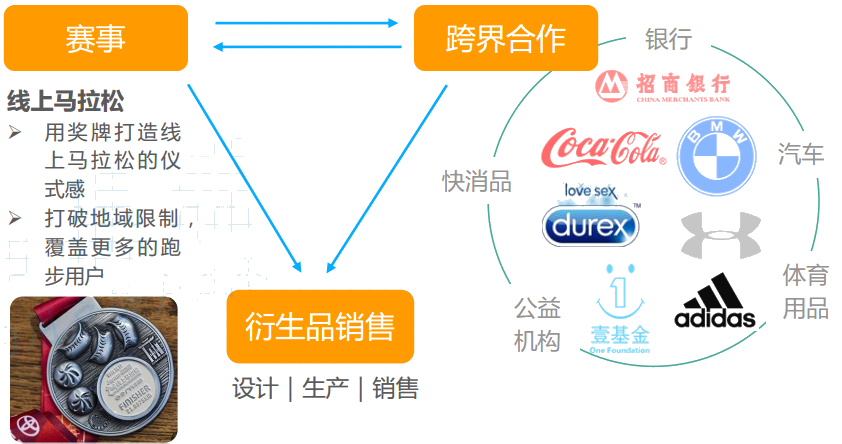 赛事
跨界合作
银行
招商银行
CHINA MERCHANTS BANK
线上马拉松
➢ 用奖牌打造线
上马拉松的仪
式感
➢ 打破地域限制，
覆盖更多的跑
步用户
Coca-Cola®
BMW
汽车
快消品
love sex
durex™
体育
用品
公益
机构
1
壹基金
One Foundation
adidas
衍生品销售
设计｜生产｜销售
FINISHER